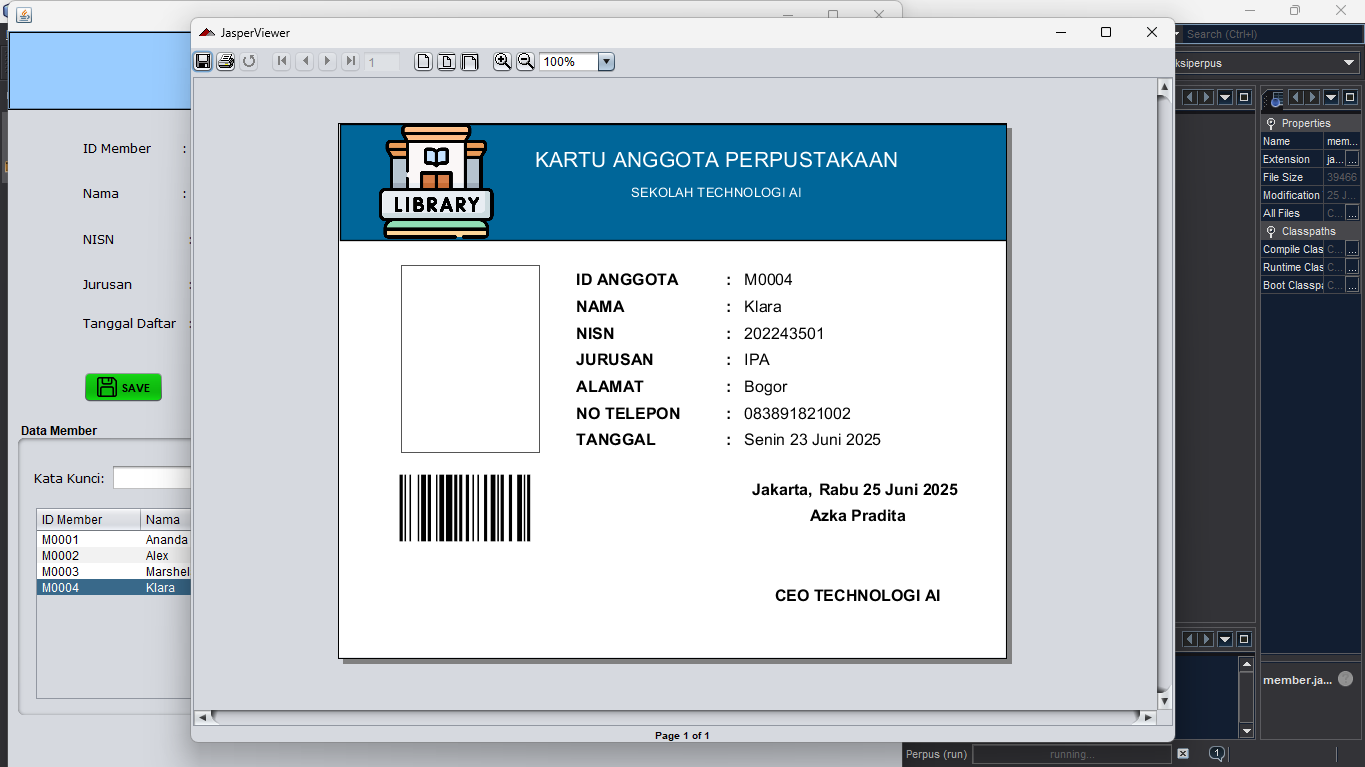 JasperViewer
Search (Ctrl+I)
ksiperpus
1
100%
LIBRARY
KARTU ANGGOTA PERPUSTAKAAN
SEKOLAH TECHNOLOGI AI
ID ANGGOTA : M0004
NAMA : Klara
NISN : 202243501
JURUSAN : IPA
ALAMAT : Bogor
NO TELEPON : 083891821002
TANGGAL : Senin 23 Juni 2025
Jakarta, Rabu 25 Juni 2025
Azka Pradita
CEO TECHNOLOGI AI
Page 1 of 1
ID Member :
Nama :
NISN :
Jurusan :
Tanggal Daftar :
SAVE
Data Member
Kata Kunci:
ID Member Nama
M0001 Ananda
M0002 Alex
M0003 Marshel
M0004 Klara
Properties
Name mem...
Extension ja... ...
File Size 39466
Modification 25 J...
All Files C... ...
Classpaths
Compile Clas C... ...
Runtime Clas C... ...
Boot Classpa C... ...
member.ja... ?
Perpus (run) running... 1